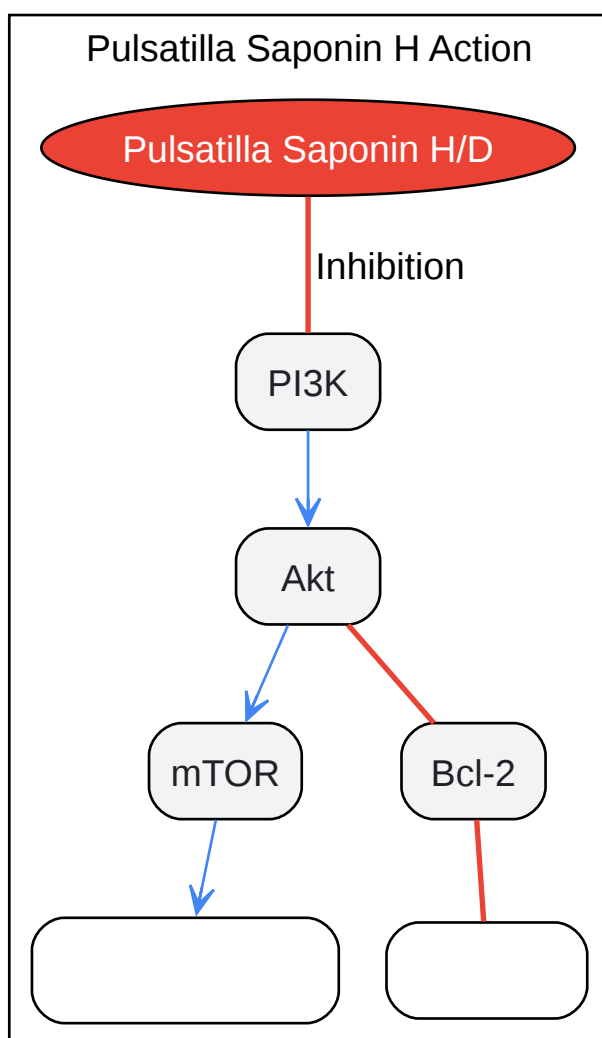 Pulsatilla Saponin H Action
Pulsatilla Saponin H/D
Inhibition
PI3K
Akt
mTOR
Bcl-2